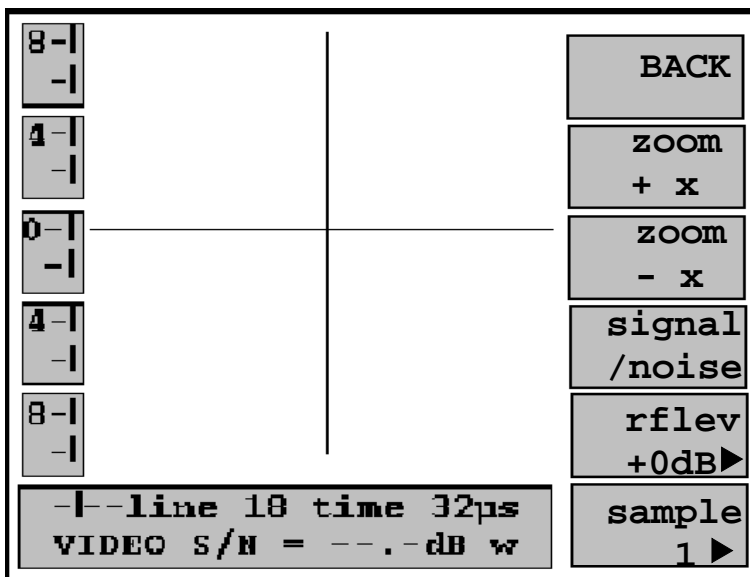 8
4
0
4
8
BACK
zoom
+ x
zoom
- x
signal
/noise
rflev
+0dB▶
sample
1 ▶
-|--line 18 time 32µs
VIDEO S/N = --.-dB w